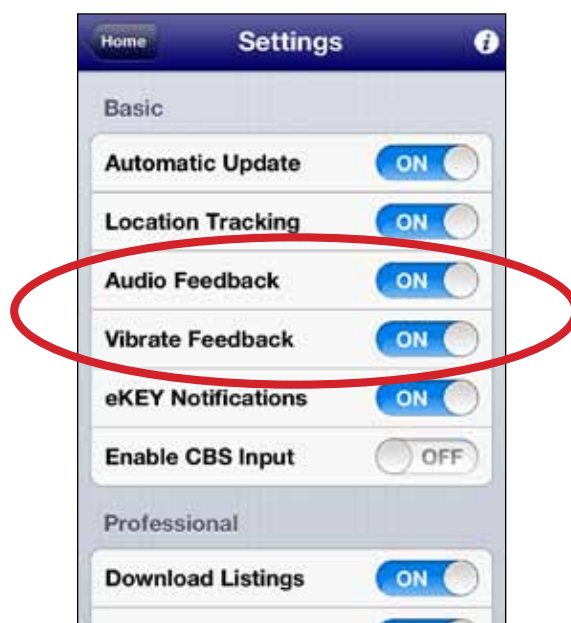 Home Settings i
Basic
Automatic Update ON
Location Tracking ON
Audio Feedback ON
Vibrate Feedback ON
eKEY Notifications ON
Enable CBS Input OFF
Professional
Download Listings ON